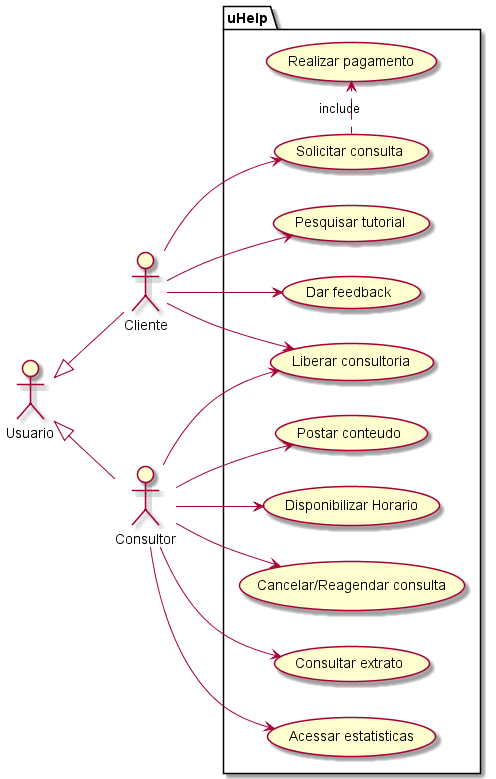 uHelp
Realizar pagamento
include
Solicitar consulta
Pesquisar tutorial
Dar feedback
Cliente
Liberar consultoria
Usuario
Postar conteudo
Disponibilizar Horario
Consultor
Cancelar/Reagendar consulta
Consultar extrato
Acessar estatisticas